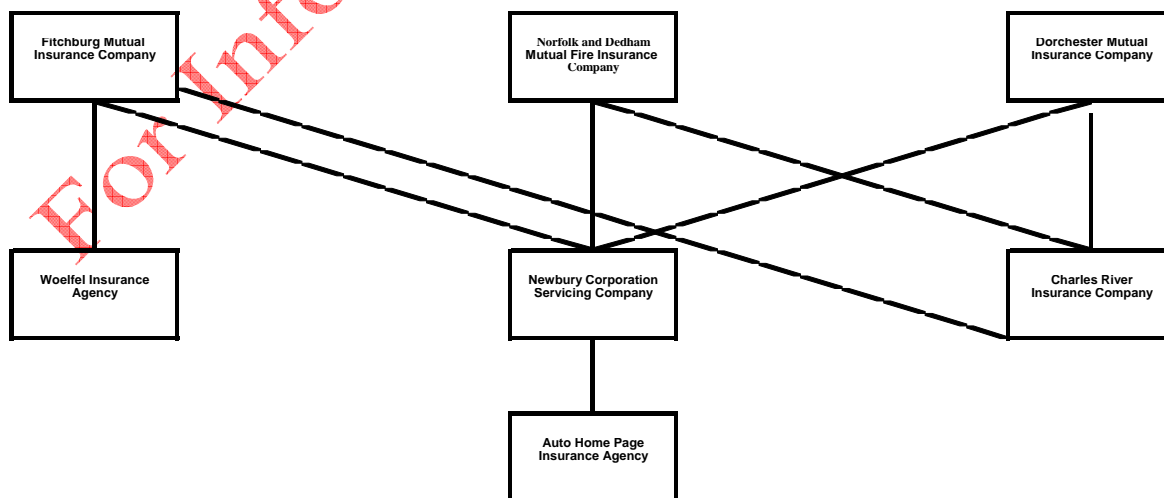 Fitchburg Mutual
Insurance Company
Norfolk and Dedham
Mutual Fire Insurance
Company
Dorchester Mutual
Insurance Company
For Info
Woelfel Insurance
Agency
Newbury Corporation
Servicing Company
Charles River
Insurance Company
Auto Home Page
Insurance Agency